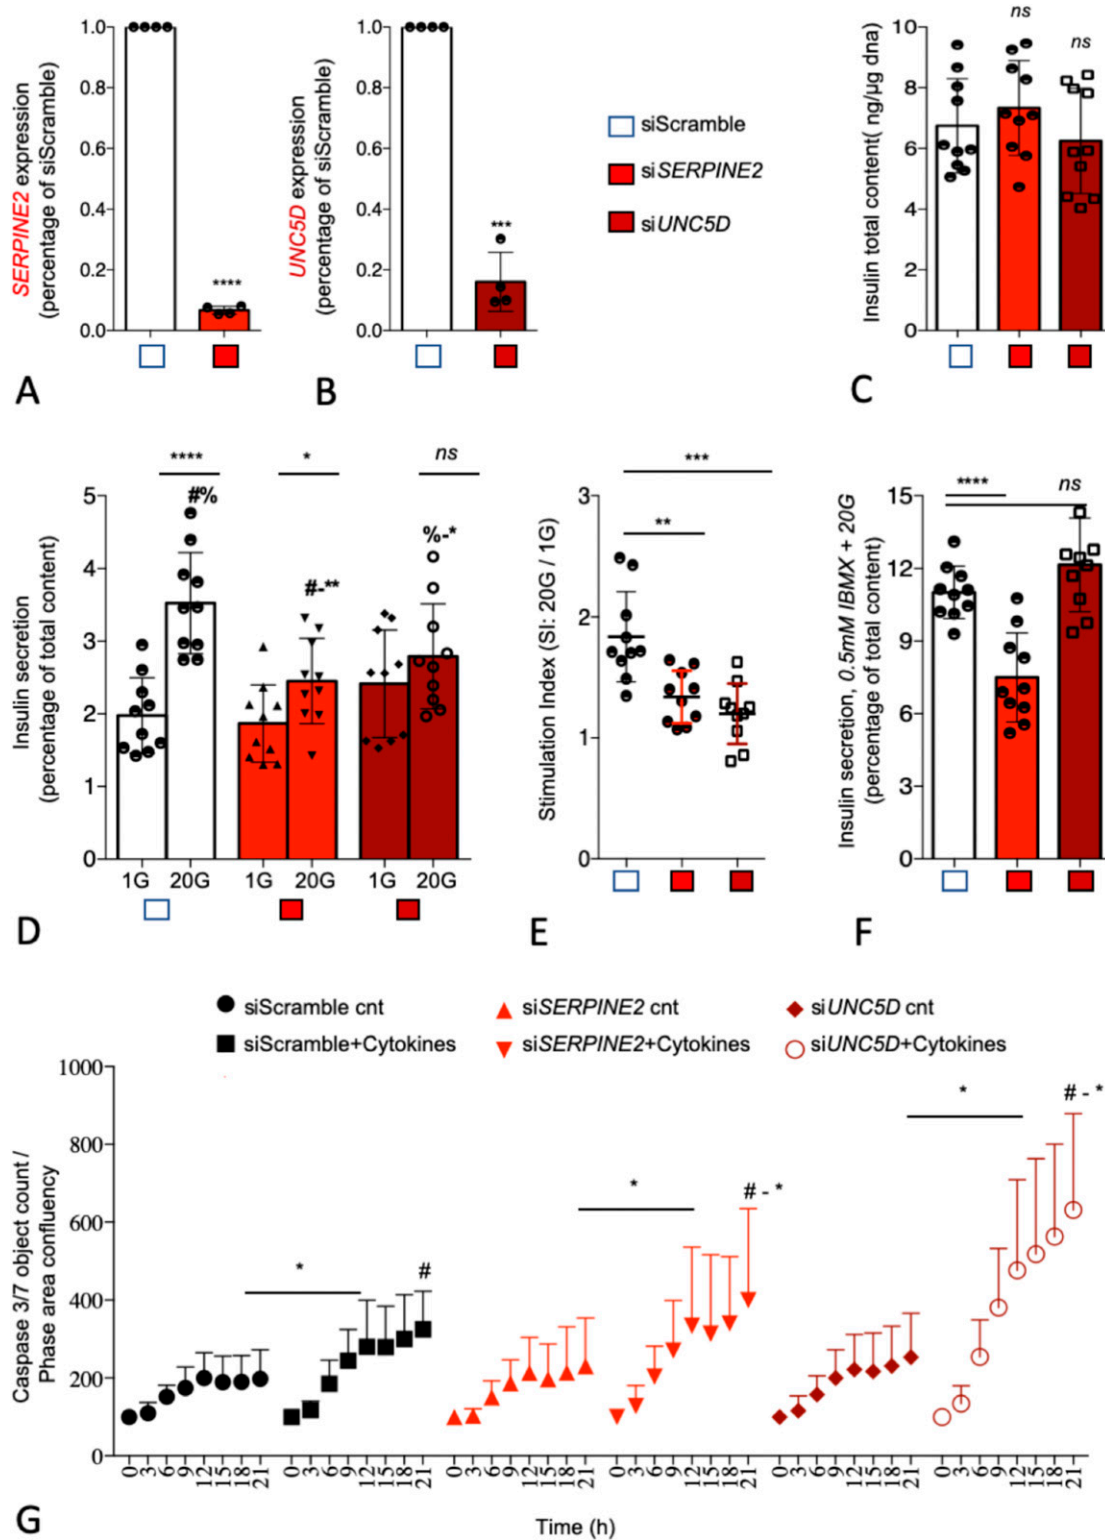 SERPINE2 expression
(percentage of siScramble)
1.0
0.8
0.6
0.4
0.2
0.0
****
A
UNC5D expression
(percentage of siScramble)
1.0
0.8
0.6
0.4
0.2
0.0
***
B
siScramble
siSERPINE2
siUNC5D
Insulin total content( ng/µg dna)
10
8
6
4
2
0
ns
ns
C
Insulin secretion
(percentage of total content)
5
4
3
2
1
0
****
*
ns
#%
#-**
%-*
1G 20G 1G 20G 1G 20G
D
Stimulation Index (SI: 20G / 1G)
3
2
1
0
***
**
E
Insulin secretion, 0.5mM IBMX + 20G
(percentage of total content)
15
12
9
6
3
0
****
ns
F
siScramble cnt
siSERPINE2 cnt
siUNC5D cnt
siScramble+Cytokines
siSERPINE2+Cytokines
siUNC5D+Cytokines
Caspase 3/7 object count /
Phase area confluency
1000
800
600
400
200
0
*
#
*
# - *
*
# - *
0 3 6 9 12 15 18 21 0 3 6 9 12 15 18 21 0 3 6 9 12 15 18 21 0 3 6 9 12 15 18 21 0 3 6 9 12 15 18 21 0 3 6 9 12 15 18 21
Time (h)
G